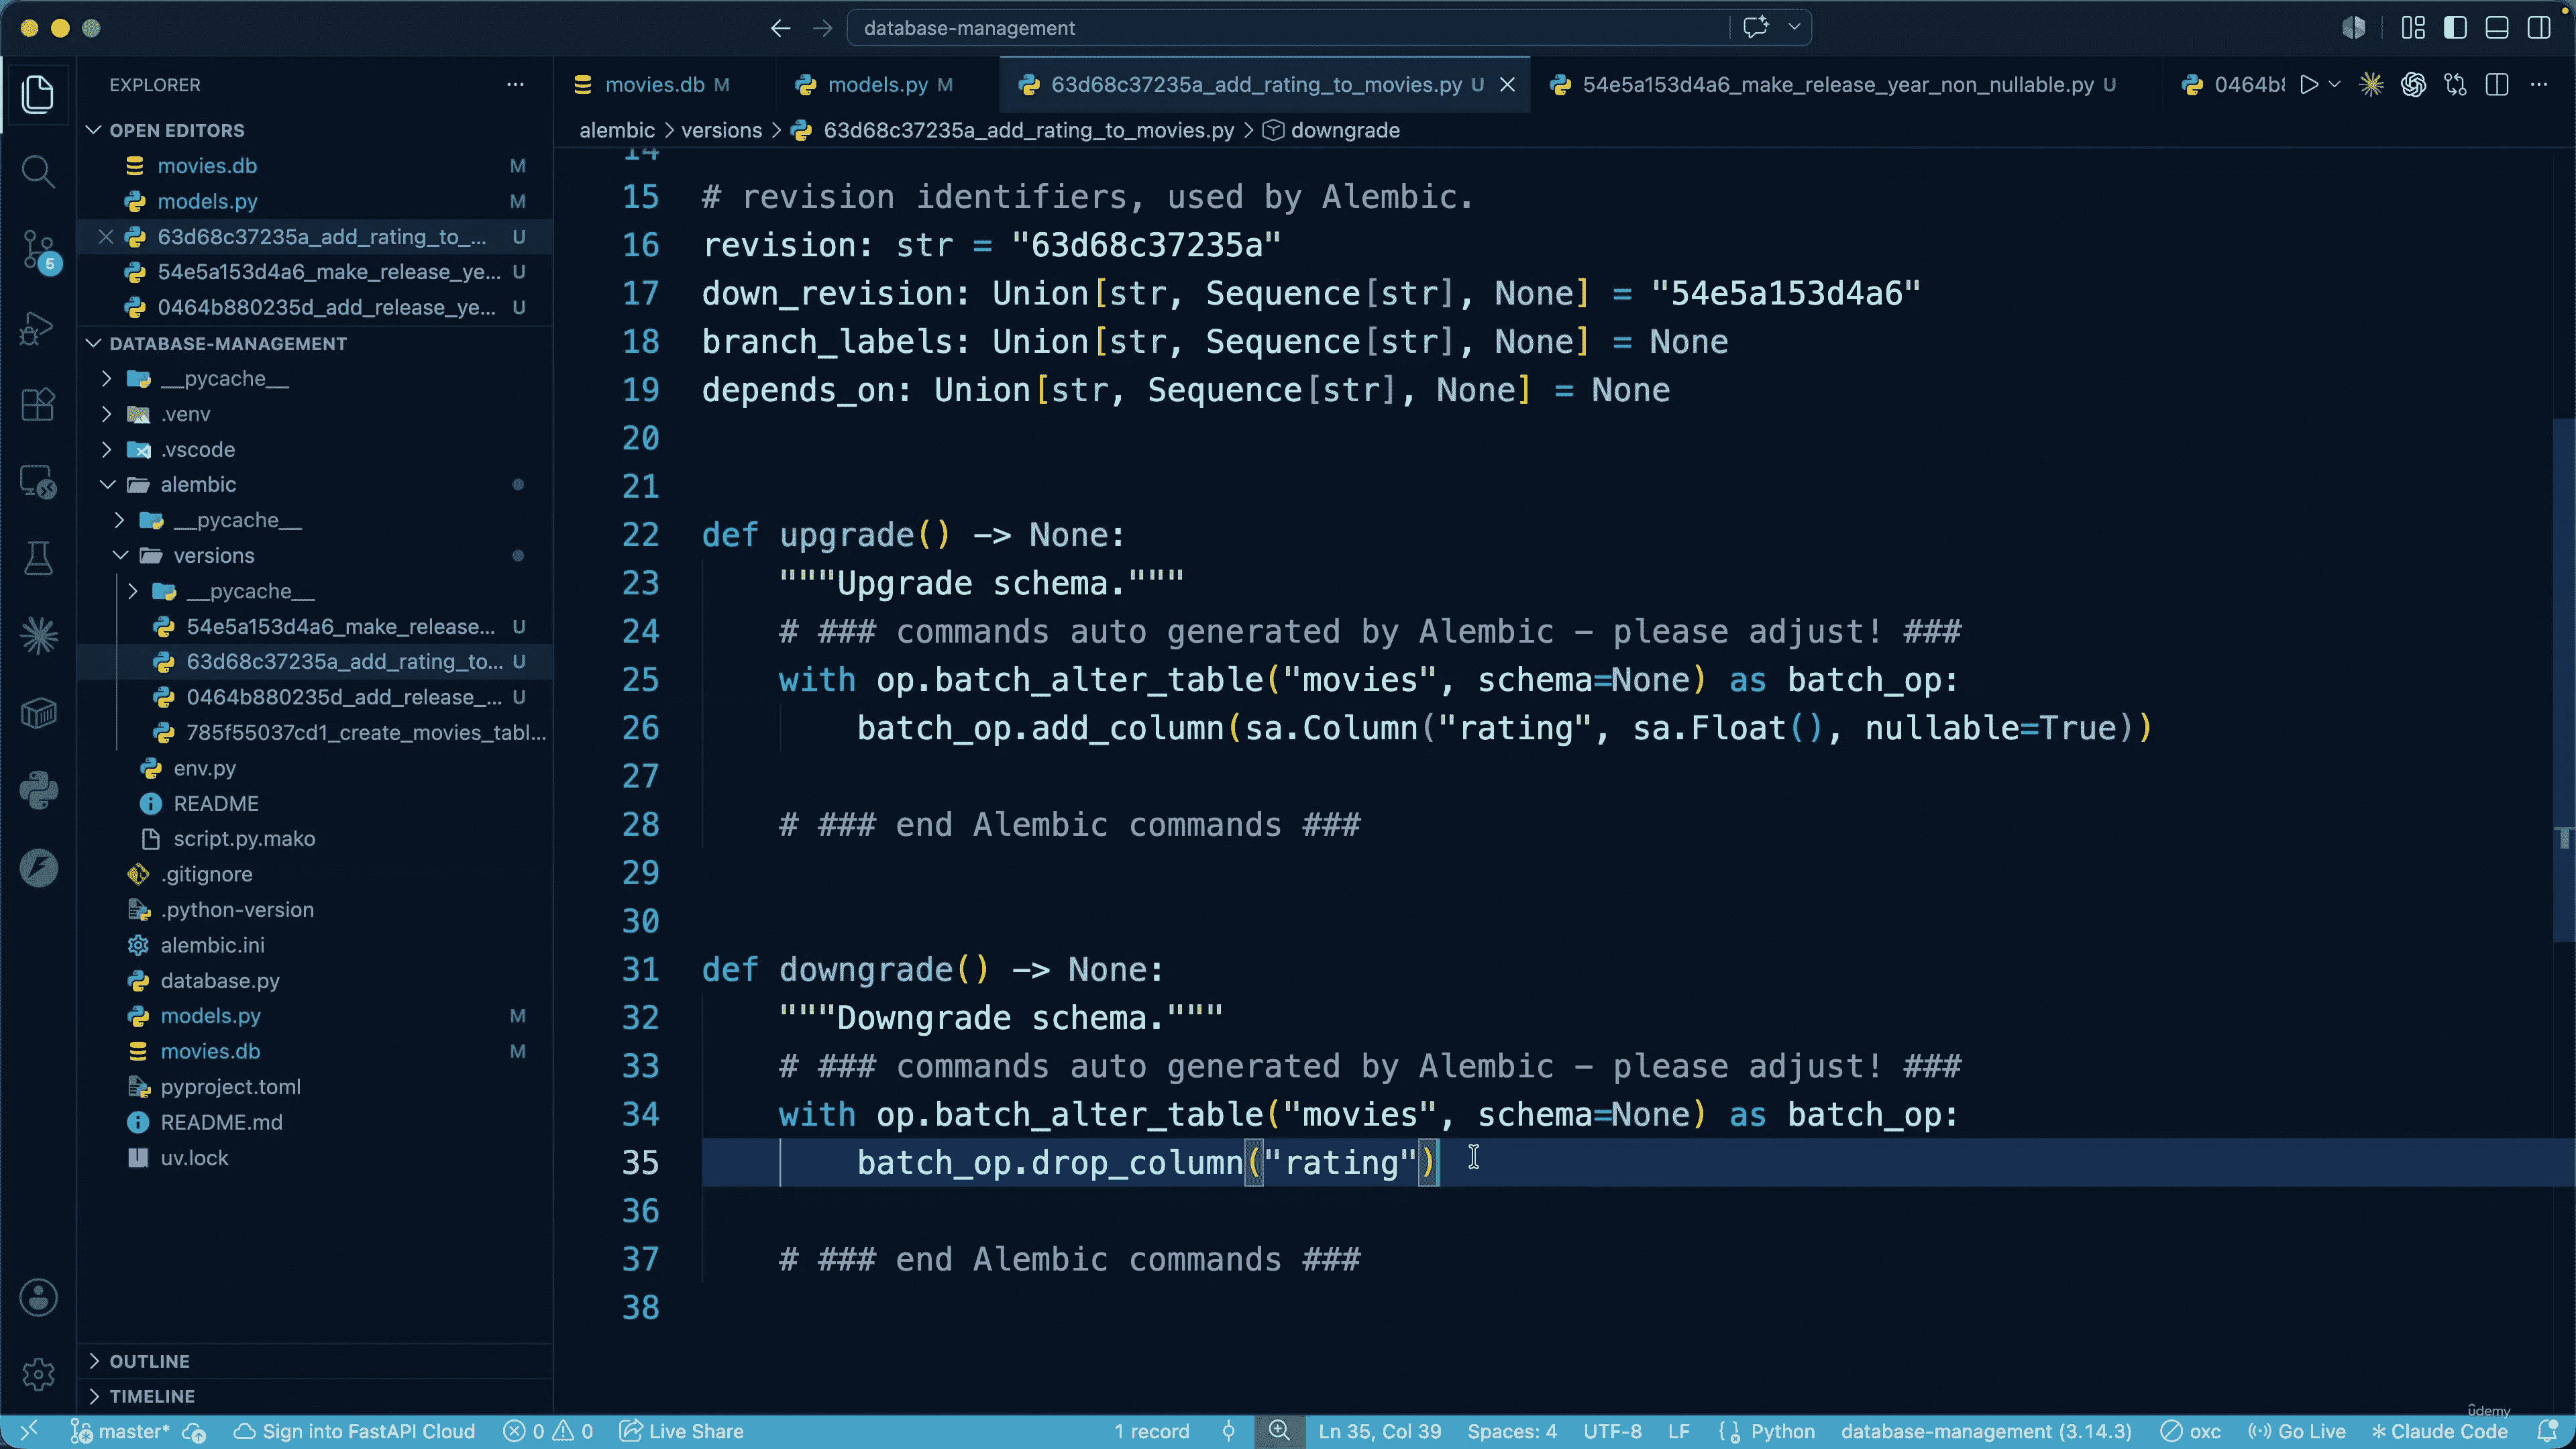 database-management
EXPLORER
OPEN EDITORS
movies.db M
models.py M
63d68c37235a_add_rating_to_... U
54e5a153d4a6_make_release_ye... U
0464b880235d_add_release_ye... U
DATABASE-MANAGEMENT
__pycache__
.venv
.vscode
alembic
__pycache__
versions
__pycache__
54e5a153d4a6_make_release... U
63d68c37235a_add_rating_to... U
0464b880235d_add_release_... U
785f55037cd1_create_movies_tabl...
env.py
README
script.py.mako
.gitignore
.python-version
alembic.ini
database.py
models.py M
movies.db M
pyproject.toml
README.md
uv.lock
OUTLINE
TIMELINE
5
movies.db M models.py M 63d68c37235a_add_rating_to_movies.py U 54e5a153d4a6_make_release_year_non_nullable.py U
alembic > versions > 63d68c37235a_add_rating_to_movies.py > downgrade
14
15 # revision identifiers, used by Alembic.
16 revision: str = "63d68c37235a"
17 down_revision: Union[str, Sequence[str], None] = "54e5a153d4a6"
18 branch_labels: Union[str, Sequence[str], None] = None
19 depends_on: Union[str, Sequence[str], None] = None
20
21
22 def upgrade() -> None:
23 """Upgrade schema."""
24 # ### commands auto generated by Alembic - please adjust! ###
25 with op.batch_alter_table("movies", schema=None) as batch_op:
26 batch_op.add_column(sa.Column("rating", sa.Float(), nullable=True))
27
28 # ### end Alembic commands ###
29
30
31 def downgrade() -> None:
32 """Downgrade schema."""
33 # ### commands auto generated by Alembic - please adjust! ###
34 with op.batch_alter_table("movies", schema=None) as batch_op:
35 batch_op.drop_column("rating")
36
37 # ### end Alembic commands ###
38
udemy
master* Sign into FastAPI Cloud 0 0 Live Share 1 record Ln 35, Col 39 Spaces: 4 UTF-8 LF Python database-management (3.14.3) oxc Go Live Claude Code